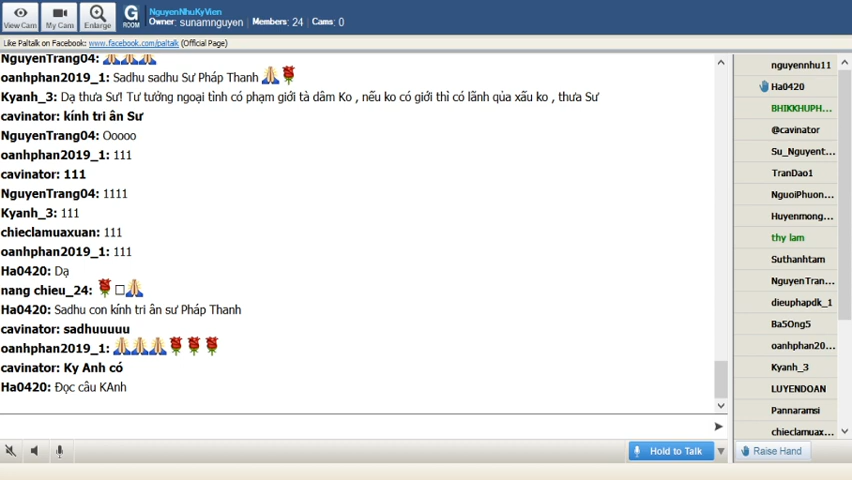 NguyenNhuKyVien
Owner: sunamnguyen Members: 24 Cams: 0
View Cam
My Cam
Enlarge
G
ROOM
Like Paltalk on Facebook: www.facebook.com/paltalk (Official Page)
NguyenTrang04: 🙏🙏🙏
oanhphan2019_1: Sadhu sadhu Sư Pháp Thanh 🙏🌹
Kyanh_3: Dạ thưa Sư! Tư tưởng ngoại tình có phạm giới tà dâm Ko , nếu ko có giới thì có lãnh qủa xấu ko , thưa Sư
cavinator: kính tri ân Sư
NguyenTrang04: Ooooo
oanhphan2019_1: 111
cavinator: 111
NguyenTrang04: 1111
Kyanh_3: 111
chieclamuaxuan: 111
oanhphan2019_1: 111
Ha0420: Dạ
nang chieu_24: 🌹□🙏
Ha0420: Sadhu con kính tri ân sư Pháp Thanh
cavinator: sadhuuuuu
oanhphan2019_1: 🙏🙏🙏🌹🌹🌹
cavinator: Ky Anh có
Ha0420: Đọc câu KAnh
nguyennhu11
Ha0420
BHIKKHUPH...
@cavinator
Su_Nguyent...
TranDao1
NguoiPhuon...
Huyenmong...
thy lam
Suthanhtam
NguyenTran...
dieuphapdk_1
Ba5Ong5
oanhphan20...
Kyanh_3
LUYENDOAN
Pannaramsi
chieclamuax...
Hold to Talk
Raise Hand